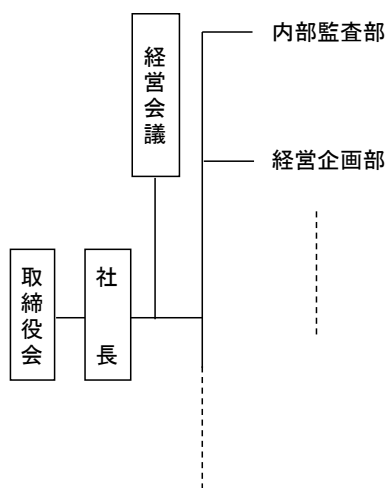 内部監査部
経営会議
経営企画部
取締役会
社長